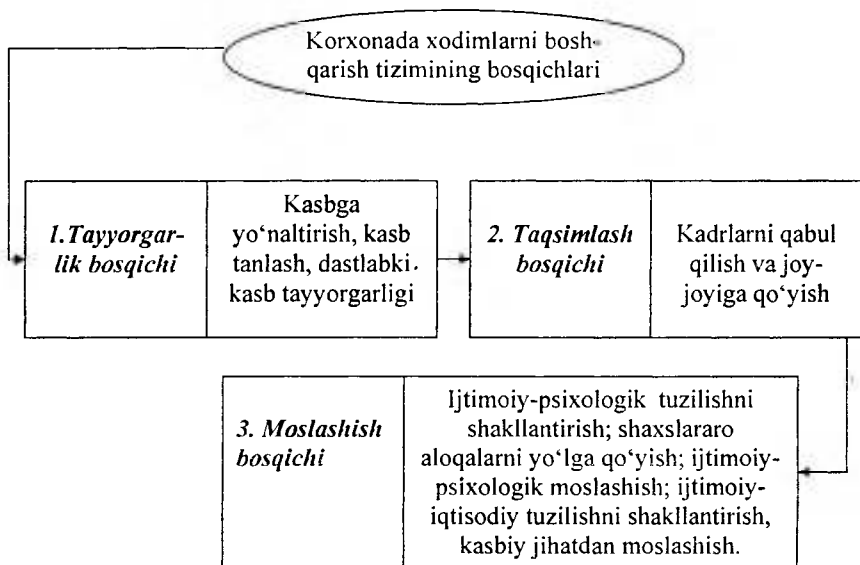 Korxonada xodimlarni bosh-
qarish tizimining bosqichlari
1.Tayyorgar-
lik bosqichi
Kasbga
yo‘naltirish, kasb
tanlash, dastlabki
kasb tayyorgarligi
2. Taqsimlash
bosqichi
Kadrlarni qabul
qilish va joy-
joyiga qo‘yish
3. Moslashish
bosqichi
Ijtimoiy-psixologik tuzilishni
shakllantirish; shaxslararo
aloqalarni yo‘lga qo‘yish; ijtimoiy-
psixologik moslashish; ijtimoiy-
iqtisodiy tuzilishni shakllantirish,
kasbiy jihatdan moslashish.